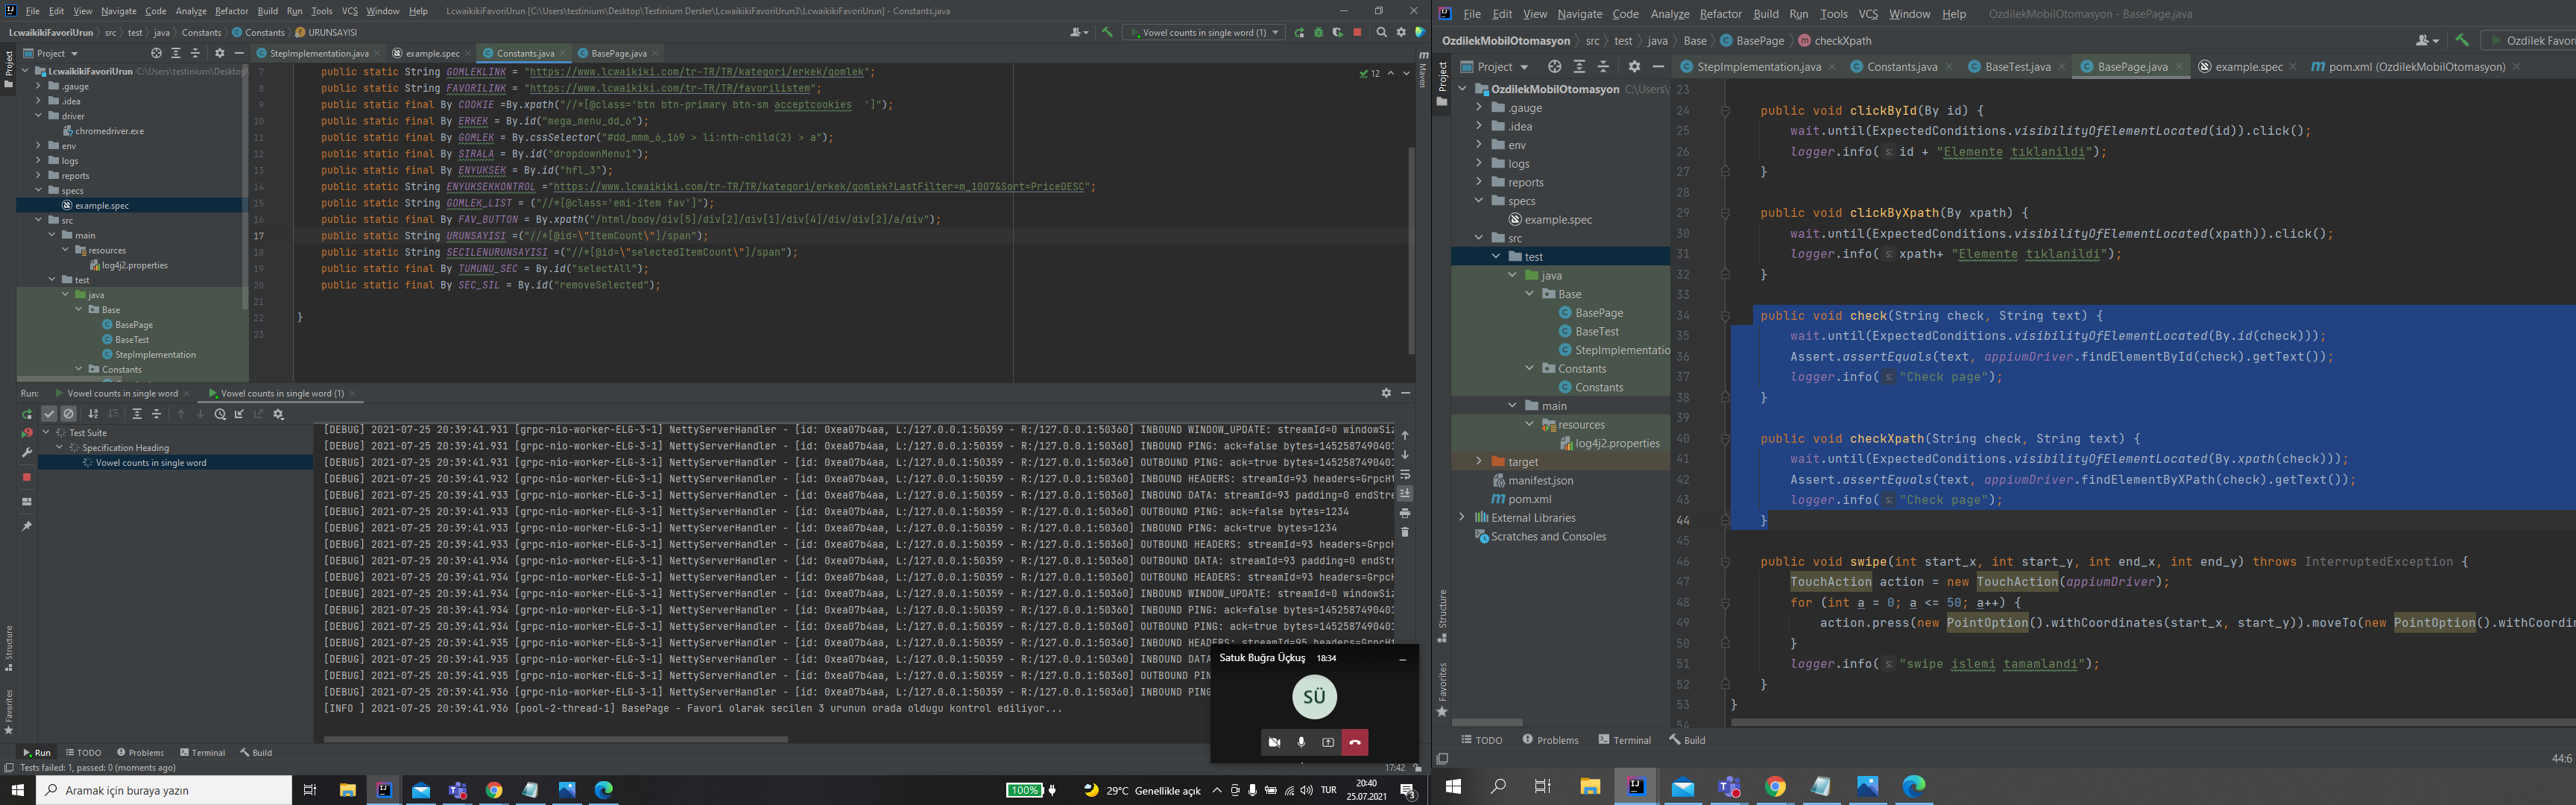 File Edit View Navigate Code Analyze Refactor Build Run Tools VCS Window Help LcwaikikiFavoriUrun [C:\Users\testinium\Desktop\Testinium Dersler\LcwaikikiFavoriUrun3\LcwaikikiFavoriUrun] - Constants.java
LcwaikikiFavoriUrun src test java Constants Constants URUNSAYISI
Vowel counts in single word (1)
Project
StepImplementation.java example.spec Constants.java BasePage.java
LcwaikikiFavoriUrun C:\Users\testinium\Desktop\
.gauge
.idea
driver
chromedriver.exe
env
logs
reports
specs
example.spec
src
main
resources
log4j2.properties
test
java
Base
BasePage
BaseTest
StepImplementation
Constants
7 public static String GOMLEKLINK = "https://www.lcwaikiki.com/tr-TR/TR/kategori/erkek/gomlek";
8 public static String FAVORILINK = "https://www.lcwaikiki.com/tr-TR/TR/favorilistem";
9 public static final By COOKIE =By.xpath("//*[@class='btn btn-primary btn-sm acceptcookies  ']");
10 public static final By ERKEK = By.id("mega_menu_dd_6");
11 public static final By GOMLEK = By.cssSelector("#dd_mmm_6_169 > li:nth-child(2) > a");
12 public static final By SIRALA = By.id("dropdownMenu1");
13 public static final By ENYUKSEK = By.id("hfl_3");
14 public static String ENYUKSEKKONTROL ="https://www.lcwaikiki.com/tr-TR/TR/kategori/erkek/gomlek?LastFilter=m_1007&Sort=PriceDESC";
15 public static String GOMLEK_LIST = ("//*[@class='emi-item fav']");
16 public static final By FAV_BUTTON = By.xpath("/html/body/div[5]/div[2]/div[1]/div[4]/div/div[2]/a/div");
17 public static String URUNSAYISI =("//*[@id=\"ItemCount\"]/span");
18 public static String SECILENURUNSAYISI =("//*[@id=\"selectedItemCount\"]/span");
19 public static final By TUMUNU_SEC = By.id("selectAll");
20 public static final By SEC_SIL = By.id("removeSelected");
21
22 }
23
12
Maven
Structure
Favorites
Run: Vowel counts in single word Vowel counts in single word (1)
Test Suite
Specification Heading
Vowel counts in single word
[DEBUG] 2021-07-25 20:39:41.931 [grpc-nio-worker-ELG-3-1] NettyServerHandler - [id: 0xea07b4aa, L:/127.0.0.1:50359 - R:/127.0.0.1:50360] INBOUND WINDOW_UPDATE: streamId=0 windowSiz
[DEBUG] 2021-07-25 20:39:41.931 [grpc-nio-worker-ELG-3-1] NettyServerHandler - [id: 0xea07b4aa, L:/127.0.0.1:50359 - R:/127.0.0.1:50360] INBOUND PING: ack=false bytes=1452587490401
[DEBUG] 2021-07-25 20:39:41.931 [grpc-nio-worker-ELG-3-1] NettyServerHandler - [id: 0xea07b4aa, L:/127.0.0.1:50359 - R:/127.0.0.1:50360] OUTBOUND PING: ack=true bytes=1452587490401
[DEBUG] 2021-07-25 20:39:41.932 [grpc-nio-worker-ELG-3-1] NettyServerHandler - [id: 0xea07b4aa, L:/127.0.0.1:50359 - R:/127.0.0.1:50360] INBOUND HEADERS: streamId=93 headers=GrpcHt
[DEBUG] 2021-07-25 20:39:41.933 [grpc-nio-worker-ELG-3-1] NettyServerHandler - [id: 0xea07b4aa, L:/127.0.0.1:50359 - R:/127.0.0.1:50360] INBOUND DATA: streamId=93 padding=0 endStre
[DEBUG] 2021-07-25 20:39:41.933 [grpc-nio-worker-ELG-3-1] NettyServerHandler - [id: 0xea07b4aa, L:/127.0.0.1:50359 - R:/127.0.0.1:50360] OUTBOUND PING: ack=false bytes=1234
[DEBUG] 2021-07-25 20:39:41.933 [grpc-nio-worker-ELG-3-1] NettyServerHandler - [id: 0xea07b4aa, L:/127.0.0.1:50359 - R:/127.0.0.1:50360] INBOUND PING: ack=true bytes=1234
[DEBUG] 2021-07-25 20:39:41.933 [grpc-nio-worker-ELG-3-1] NettyServerHandler - [id: 0xea07b4aa, L:/127.0.0.1:50359 - R:/127.0.0.1:50360] OUTBOUND HEADERS: streamId=93 headers=GrpcH
[DEBUG] 2021-07-25 20:39:41.934 [grpc-nio-worker-ELG-3-1] NettyServerHandler - [id: 0xea07b4aa, L:/127.0.0.1:50359 - R:/127.0.0.1:50360] OUTBOUND DATA: streamId=93 padding=0 endStr
[DEBUG] 2021-07-25 20:39:41.934 [grpc-nio-worker-ELG-3-1] NettyServerHandler - [id: 0xea07b4aa, L:/127.0.0.1:50359 - R:/127.0.0.1:50360] OUTBOUND HEADERS: streamId=93 headers=GrpcH
[DEBUG] 2021-07-25 20:39:41.934 [grpc-nio-worker-ELG-3-1] NettyServerHandler - [id: 0xea07b4aa, L:/127.0.0.1:50359 - R:/127.0.0.1:50360] INBOUND WINDOW_UPDATE: streamId=0 windowSiz
[DEBUG] 2021-07-25 20:39:41.934 [grpc-nio-worker-ELG-3-1] NettyServerHandler - [id: 0xea07b4aa, L:/127.0.0.1:50359 - R:/127.0.0.1:50360] INBOUND PING: ack=false bytes=1452587490401
[DEBUG] 2021-07-25 20:39:41.934 [grpc-nio-worker-ELG-3-1] NettyServerHandler - [id: 0xea07b4aa, L:/127.0.0.1:50359 - R:/127.0.0.1:50360] OUTBOUND PING: ack=true bytes=1452587490401
[DEBUG] 2021-07-25 20:39:41.935 [grpc-nio-worker-ELG-3-1] NettyServerHandler - [id: 0xea07b4aa, L:/127.0.0.1:50359 - R:/127.0.0.1:50360] INBOUND HEADERS: streamId=95 headers=GrpcHt
[DEBUG] 2021-07-25 20:39:41.935 [grpc-nio-worker-ELG-3-1] NettyServerHandler - [id: 0xea07b4aa, L:/127.0.0.1:50359 - R:/127.0.0.1:50360] INBOUND DATA
[DEBUG] 2021-07-25 20:39:41.935 [grpc-nio-worker-ELG-3-1] NettyServerHandler - [id: 0xea07b4aa, L:/127.0.0.1:50359 - R:/127.0.0.1:50360] OUTBOUND PIN
[DEBUG] 2021-07-25 20:39:41.936 [grpc-nio-worker-ELG-3-1] NettyServerHandler - [id: 0xea07b4aa, L:/127.0.0.1:50359 - R:/127.0.0.1:50360] INBOUND PING
[INFO ] 2021-07-25 20:39:41.936 [pool-2-thread-1] BasePage - Favori olarak secilen 3 urunun orada oldugu kontrol ediliyor...
Satuk Buğra Üçkuş 18:34
SÜ
Run TODO Problems Terminal Build
Tests failed: 1, passed: 0 (moments ago)
17:42
Aramak için buraya yazın
100% 29°C Genellikle açık TUR 20:40
25.07.2021
3
File Edit View Navigate Code Analyze Refactor Build Run Tools VCS Window Help OzdilekMobilOtomasyon - BasePage.java
OzdilekMobilOtomasyon src test java Base BasePage checkXpath
Ozdilek Favori
Project
StepImplementation.java Constants.java BaseTest.java BasePage.java example.spec pom.xml (OzdilekMobilOtomasyon)
OzdilekMobilOtomasyon C:\Users\
.gauge
.idea
env
logs
reports
specs
example.spec
src
test
java
Base
BasePage
BaseTest
StepImplementatio
Constants
Constants
main
resources
log4j2.properties
target
manifest.json
pom.xml
External Libraries
Scratches and Consoles
23
24 public void clickById(By id) {
25 wait.until(ExpectedConditions.visibilityOfElementLocated(id)).click();
26 logger.info( s: id + "Elemente tıklanildi");
27 }
28
29 public void clickByXpath(By xpath) {
30 wait.until(ExpectedConditions.visibilityOfElementLocated(xpath)).click();
31 logger.info( s: xpath+ "Elemente tıklanildi");
32 }
33
34 public void check(String check, String text) {
35 wait.until(ExpectedConditions.visibilityOfElementLocated(By.id(check)));
36 Assert.assertEquals(text, appiumDriver.findElementById(check).getText());
37 logger.info( s: "Check page");
38 }
39
40 public void checkXpath(String check, String text) {
41 wait.until(ExpectedConditions.visibilityOfElementLocated(By.xpath(check)));
42 Assert.assertEquals(text, appiumDriver.findElementByXPath(check).getText());
43 logger.info( s: "Check page");
44 }
45
46 public void swipe(int start_x, int start_y, int end_x, int end_y) throws InterruptedException {
47 TouchAction action = new TouchAction(appiumDriver);
48 for (int a = 0; a <= 50; a++) {
49 action.press(new PointOption().withCoordinates(start_x, start_y)).moveTo(new PointOption().withCoordin
50 }
51 logger.info( s: "swipe islemi tamamlandi");
52 }
53 }
54
Structure
Favorites
TODO Problems Terminal Build
44:6